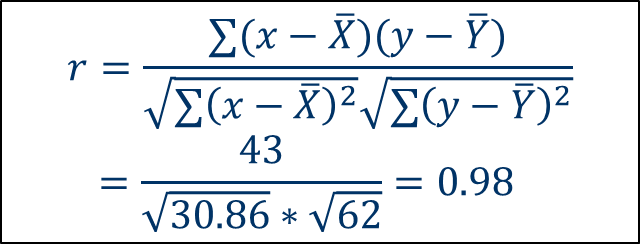 r = ∑(x − X̄)(y − Ȳ) / √∑(x − X̄)² √∑(y − Ȳ)²
= 43 / √30.86 ∗ √62 = 0.98